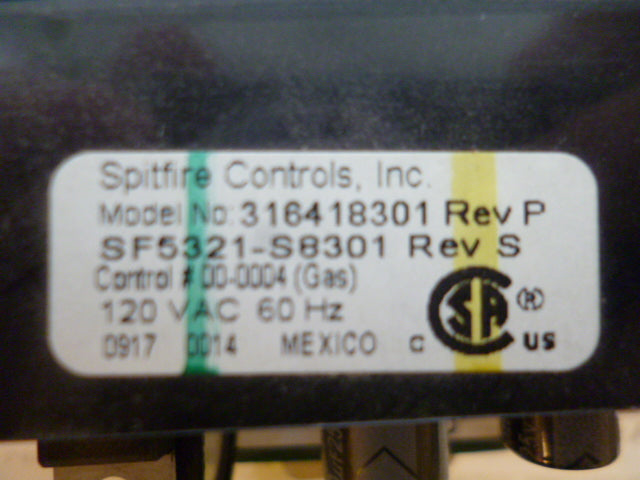 Spitfire Controls, Inc.
Model No: 316418301 Rev P
SF5321-S8301 Rev S
Control # 00-0004 (Gas)
120 VAC 60 Hz
0917 0014 MEXICO C SA ® US